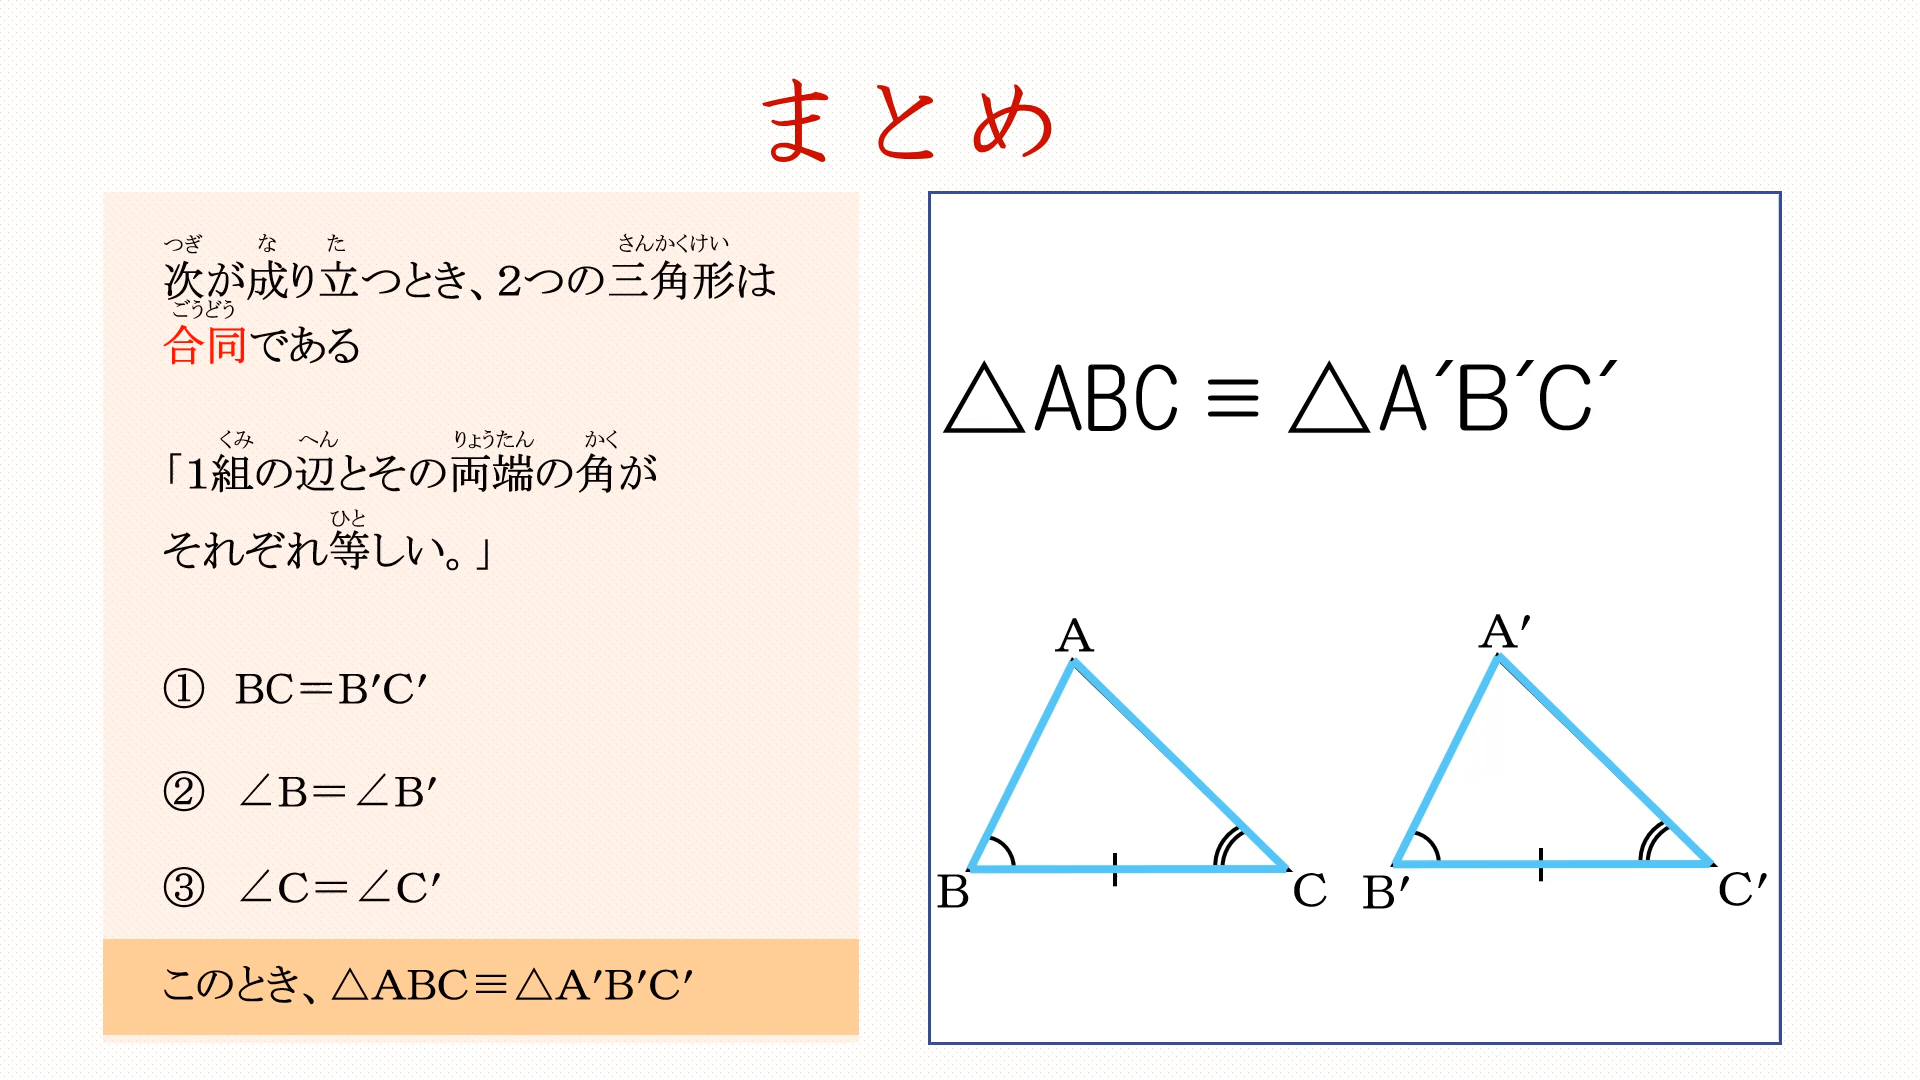 まとめ
つぎ な た さんかくけい
次が成り立つとき、2つの三角形は
ごうどう
合同である
くみ へん りょうたん かく
「1組の辺とその両端の角が
ひと
それぞれ等しい。」
① BC＝B′C′
② ∠B＝∠B′
③ ∠C＝∠C′
このとき、△ABC≡△A′B′C′
△ABC≡△A′B′C′
A
A′
B
C
B′
C′